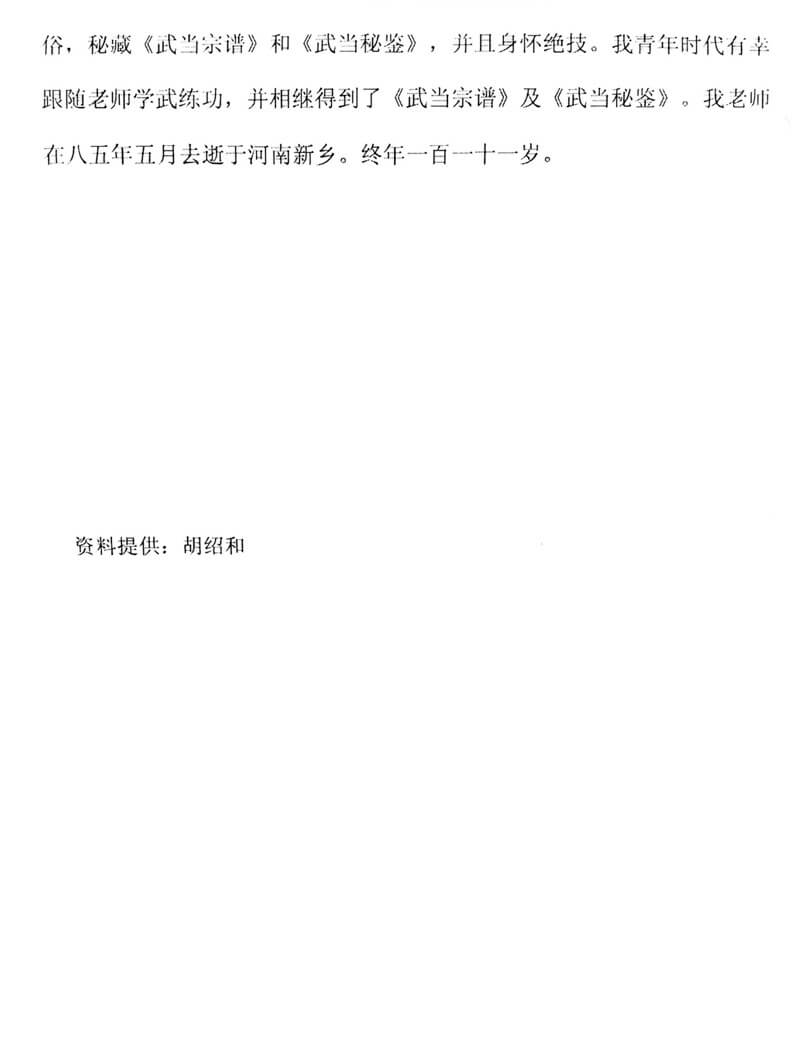 俗，秘藏《武当宗谱》和《武当秘鉴》，并且身怀绝技。我青年时代有幸
跟随老师学武练功，并相继得到了《武当宗谱》及《武当秘鉴》。我老师
在八五年五月去逝于河南新乡。终年一百一十一岁。
资料提供：胡绍和